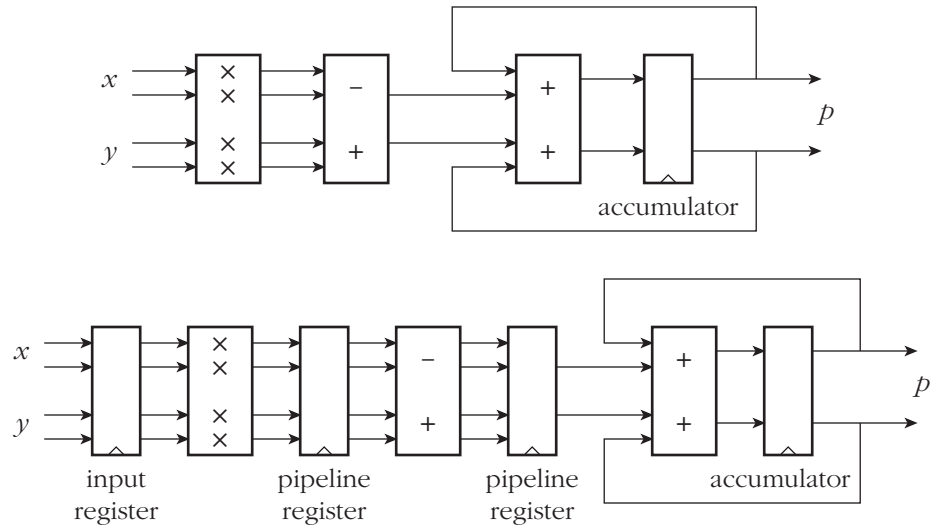 x
y
×
×
×
×
−
+
+
+
p
accumulator
x
y
×
×
×
×
−
+
+
+
p
input
register
pipeline
register
pipeline
register
accumulator